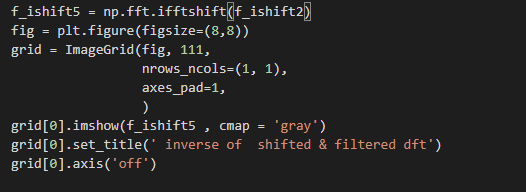 f_ishift5 = np.fft.ifftshift(f_ishift2)
fig = plt.figure(figsize=(8,8))
grid = ImageGrid(fig, 111,
                 nrows_ncols=(1, 1),
                 axes_pad=1,
                 )
grid[0].imshow(f_ishift5 , cmap = 'gray')
grid[0].set_title(' inverse of  shifted & filtered dft')
grid[0].axis('off')